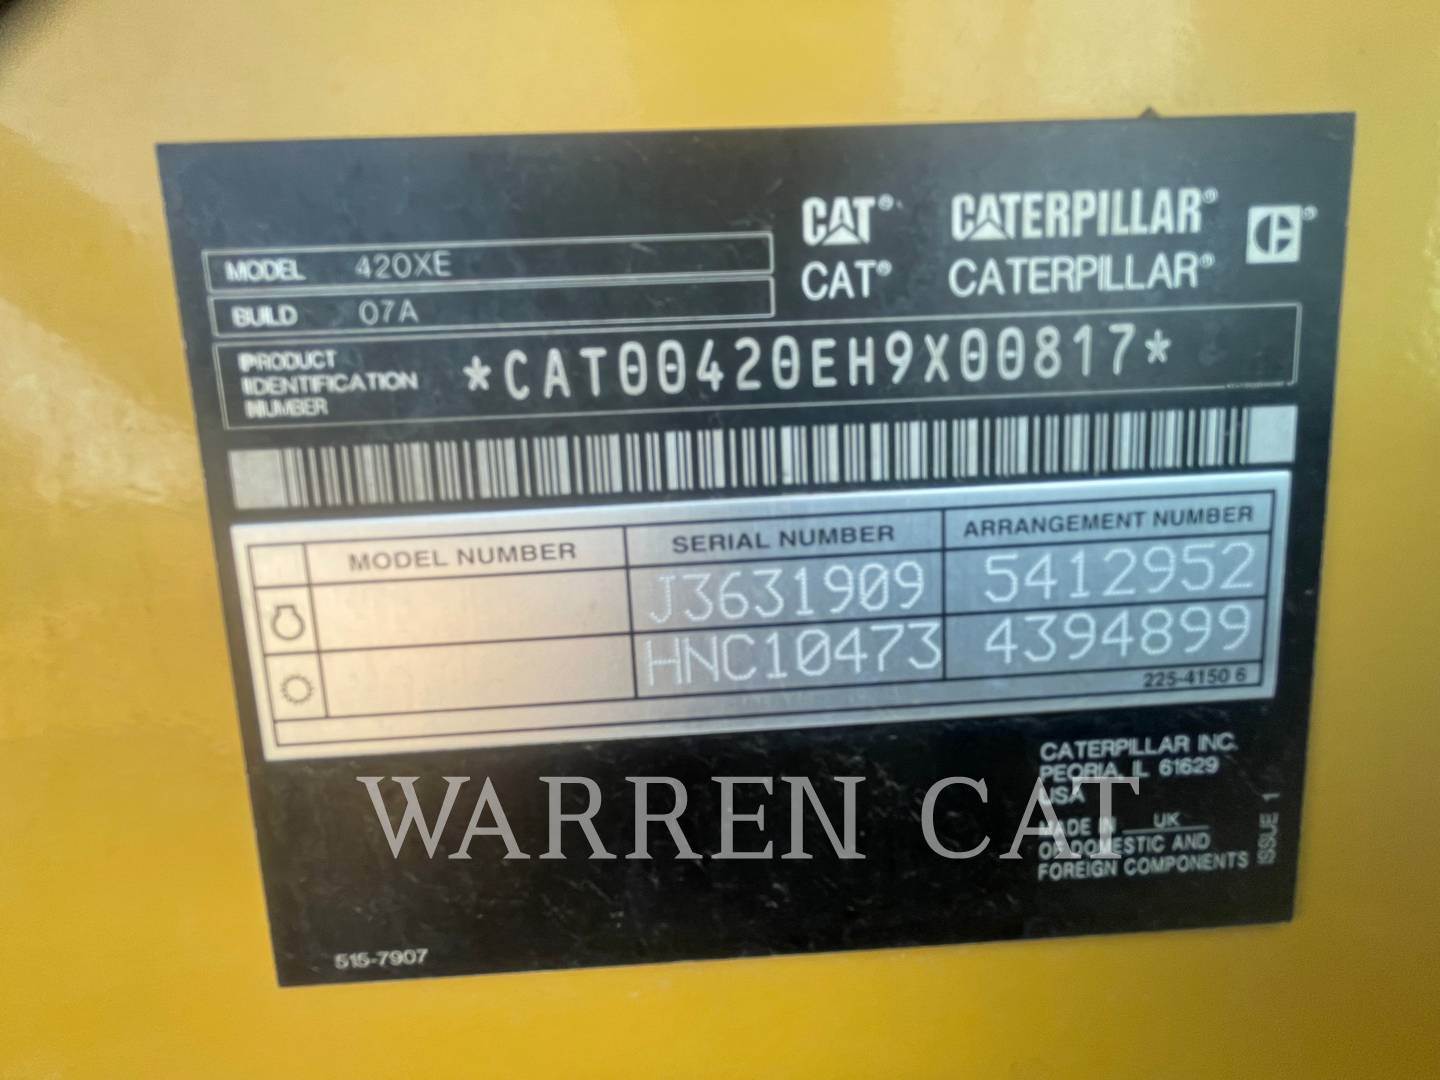 CAT® CATERPILLAR®
CAT® CATERPILLAR®
MODEL 420XE
BUILD 07A
PRODUCT IDENTIFICATION NUMBER *CAT00420EH9X00817*
MODEL NUMBER SERIAL NUMBER ARRANGEMENT NUMBER
J3631909 5412952
HNC10473 4394899
225-4150 6
CATERPILLAR INC.
PEORIA, IL 61629
USA
MADE IN UK
OF DOMESTIC AND
FOREIGN COMPONENTS
ISSUE 1
515-7907
WARREN CAT